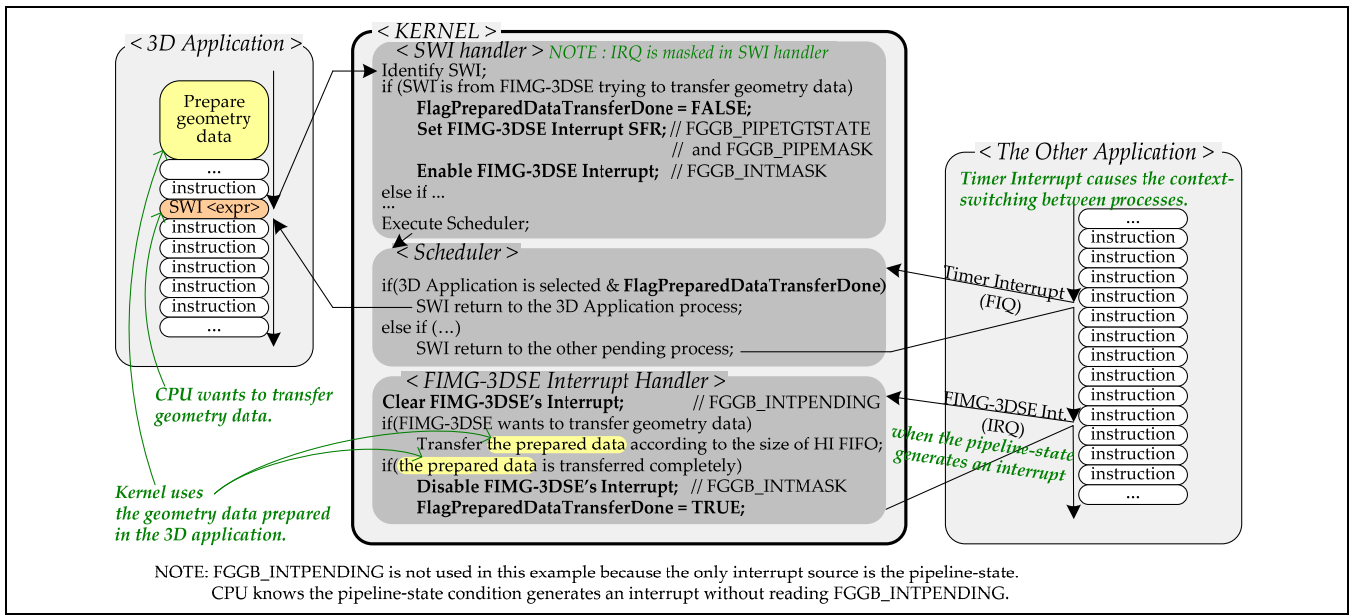 < 3D Application >
Prepare
geometry
data
...
instruction
SWI <expr>
instruction
instruction
instruction
instruction
instruction
...
CPU wants to transfer
geometry data.
Kernel uses
the geometry data prepared
in the 3D application.
< KERNEL >
< SWI handler > NOTE : IRQ is masked in SWI handler
Identify SWI;
if (SWI is from FIMG-3DSE trying to transfer geometry data)
FlagPreparedDataTransferDone = FALSE;
Set FIMG-3DSE Interrupt SFR; // FGGB_PIPETGTSTATE
// and FGGB_PIPEMASK
Enable FIMG-3DSE Interrupt; // FGGB_INTMASK
else if ...
...
Execute Scheduler;
< Scheduler >
if(3D Application is selected & FlagPreparedDataTransferDone)
SWI return to the 3D Application process;
else if (...)
SWI return to the other pending process;
< FIMG-3DSE Interrupt Handler >
Clear FIMG-3DSE's Interrupt; // FGGB_INTPENDING
if(FIMG-3DSE wants to transfer geometry data)
Transfer the prepared data according to the size of HI FIFO;
if(the prepared data is transferred completely)
Disable FIMG-3DSE's Interrupt; // FGGB_INTMASK
FlagPreparedDataTransferDone = TRUE;
< The Other Application >
Timer Interrupt causes the context-
switching between processes.
Timer Interrupt
(FIQ)
FIMG-3DSE Int.
(IRQ)
when the pipeline-state
generates an interrupt
...
instruction
instruction
instruction
instruction
instruction
instruction
instruction
instruction
instruction
instruction
instruction
instruction
instruction
...
NOTE: FGGB_INTPENDING is not used in this example because the only interrupt source is the pipeline-state.
CPU knows the pipeline-state condition generates an interrupt without reading FGGB_INTPENDING.